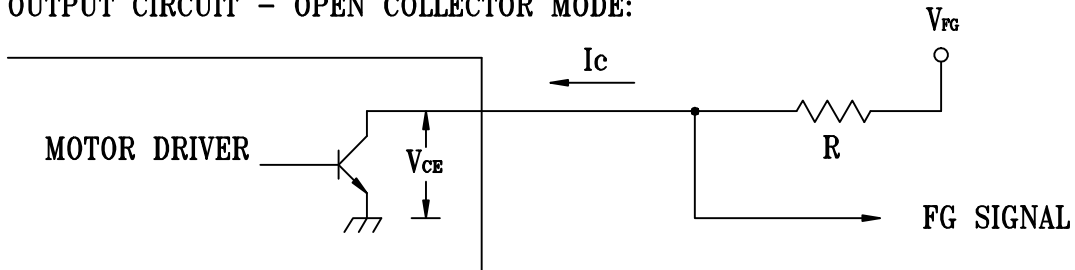 OUTPUT CIRCUIT – OPEN COLLECTOR MODE:
VFG
Ic
MOTOR DRIVER
VCE
R
FG SIGNAL